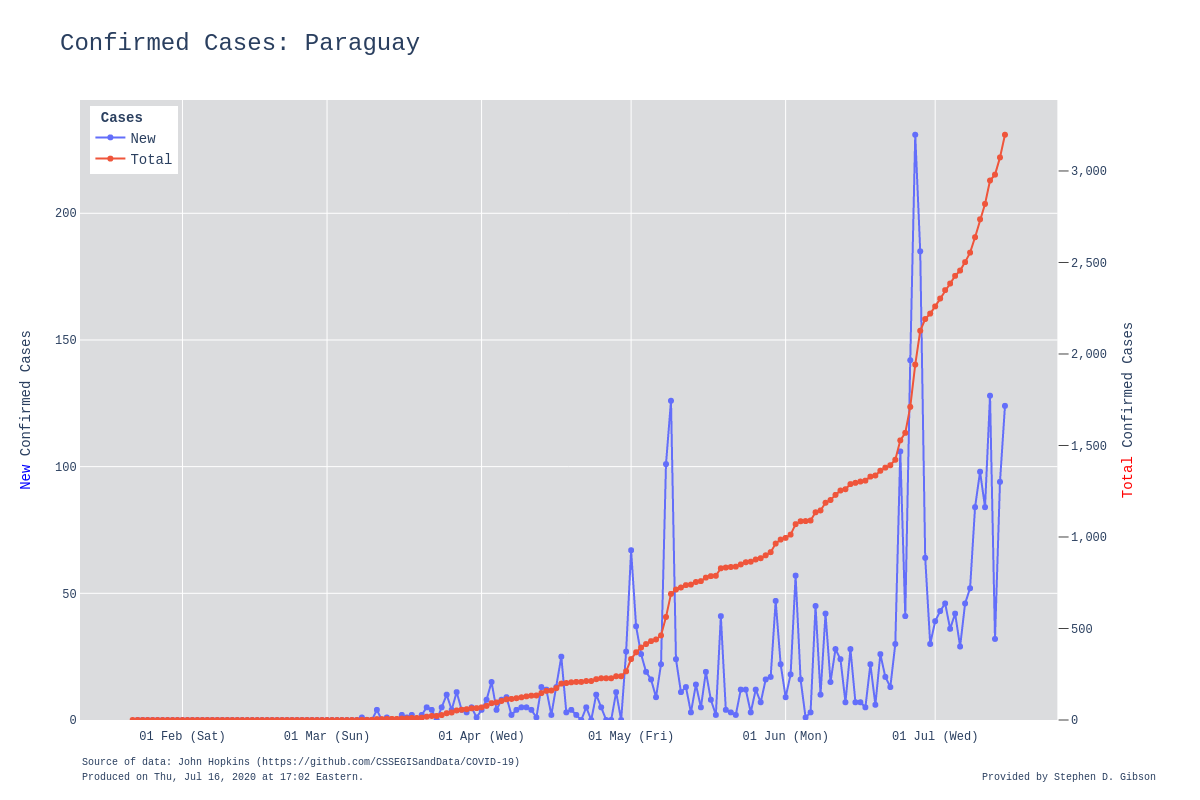 Confirmed Cases: Paraguay
Cases
New
Total
200
150
100
50
0
3,000
2,500
2,000
1,500
1,000
500
0
New Confirmed Cases
Total Confirmed Cases
01 Feb (Sat)
01 Mar (Sun)
01 Apr (Wed)
01 May (Fri)
01 Jun (Mon)
01 Jul (Wed)
Source of data: John Hopkins (https://github.com/CSSEGISandData/COVID-19)
Produced on Thu, Jul 16, 2020 at 17:02 Eastern.
Provided by Stephen D. Gibson